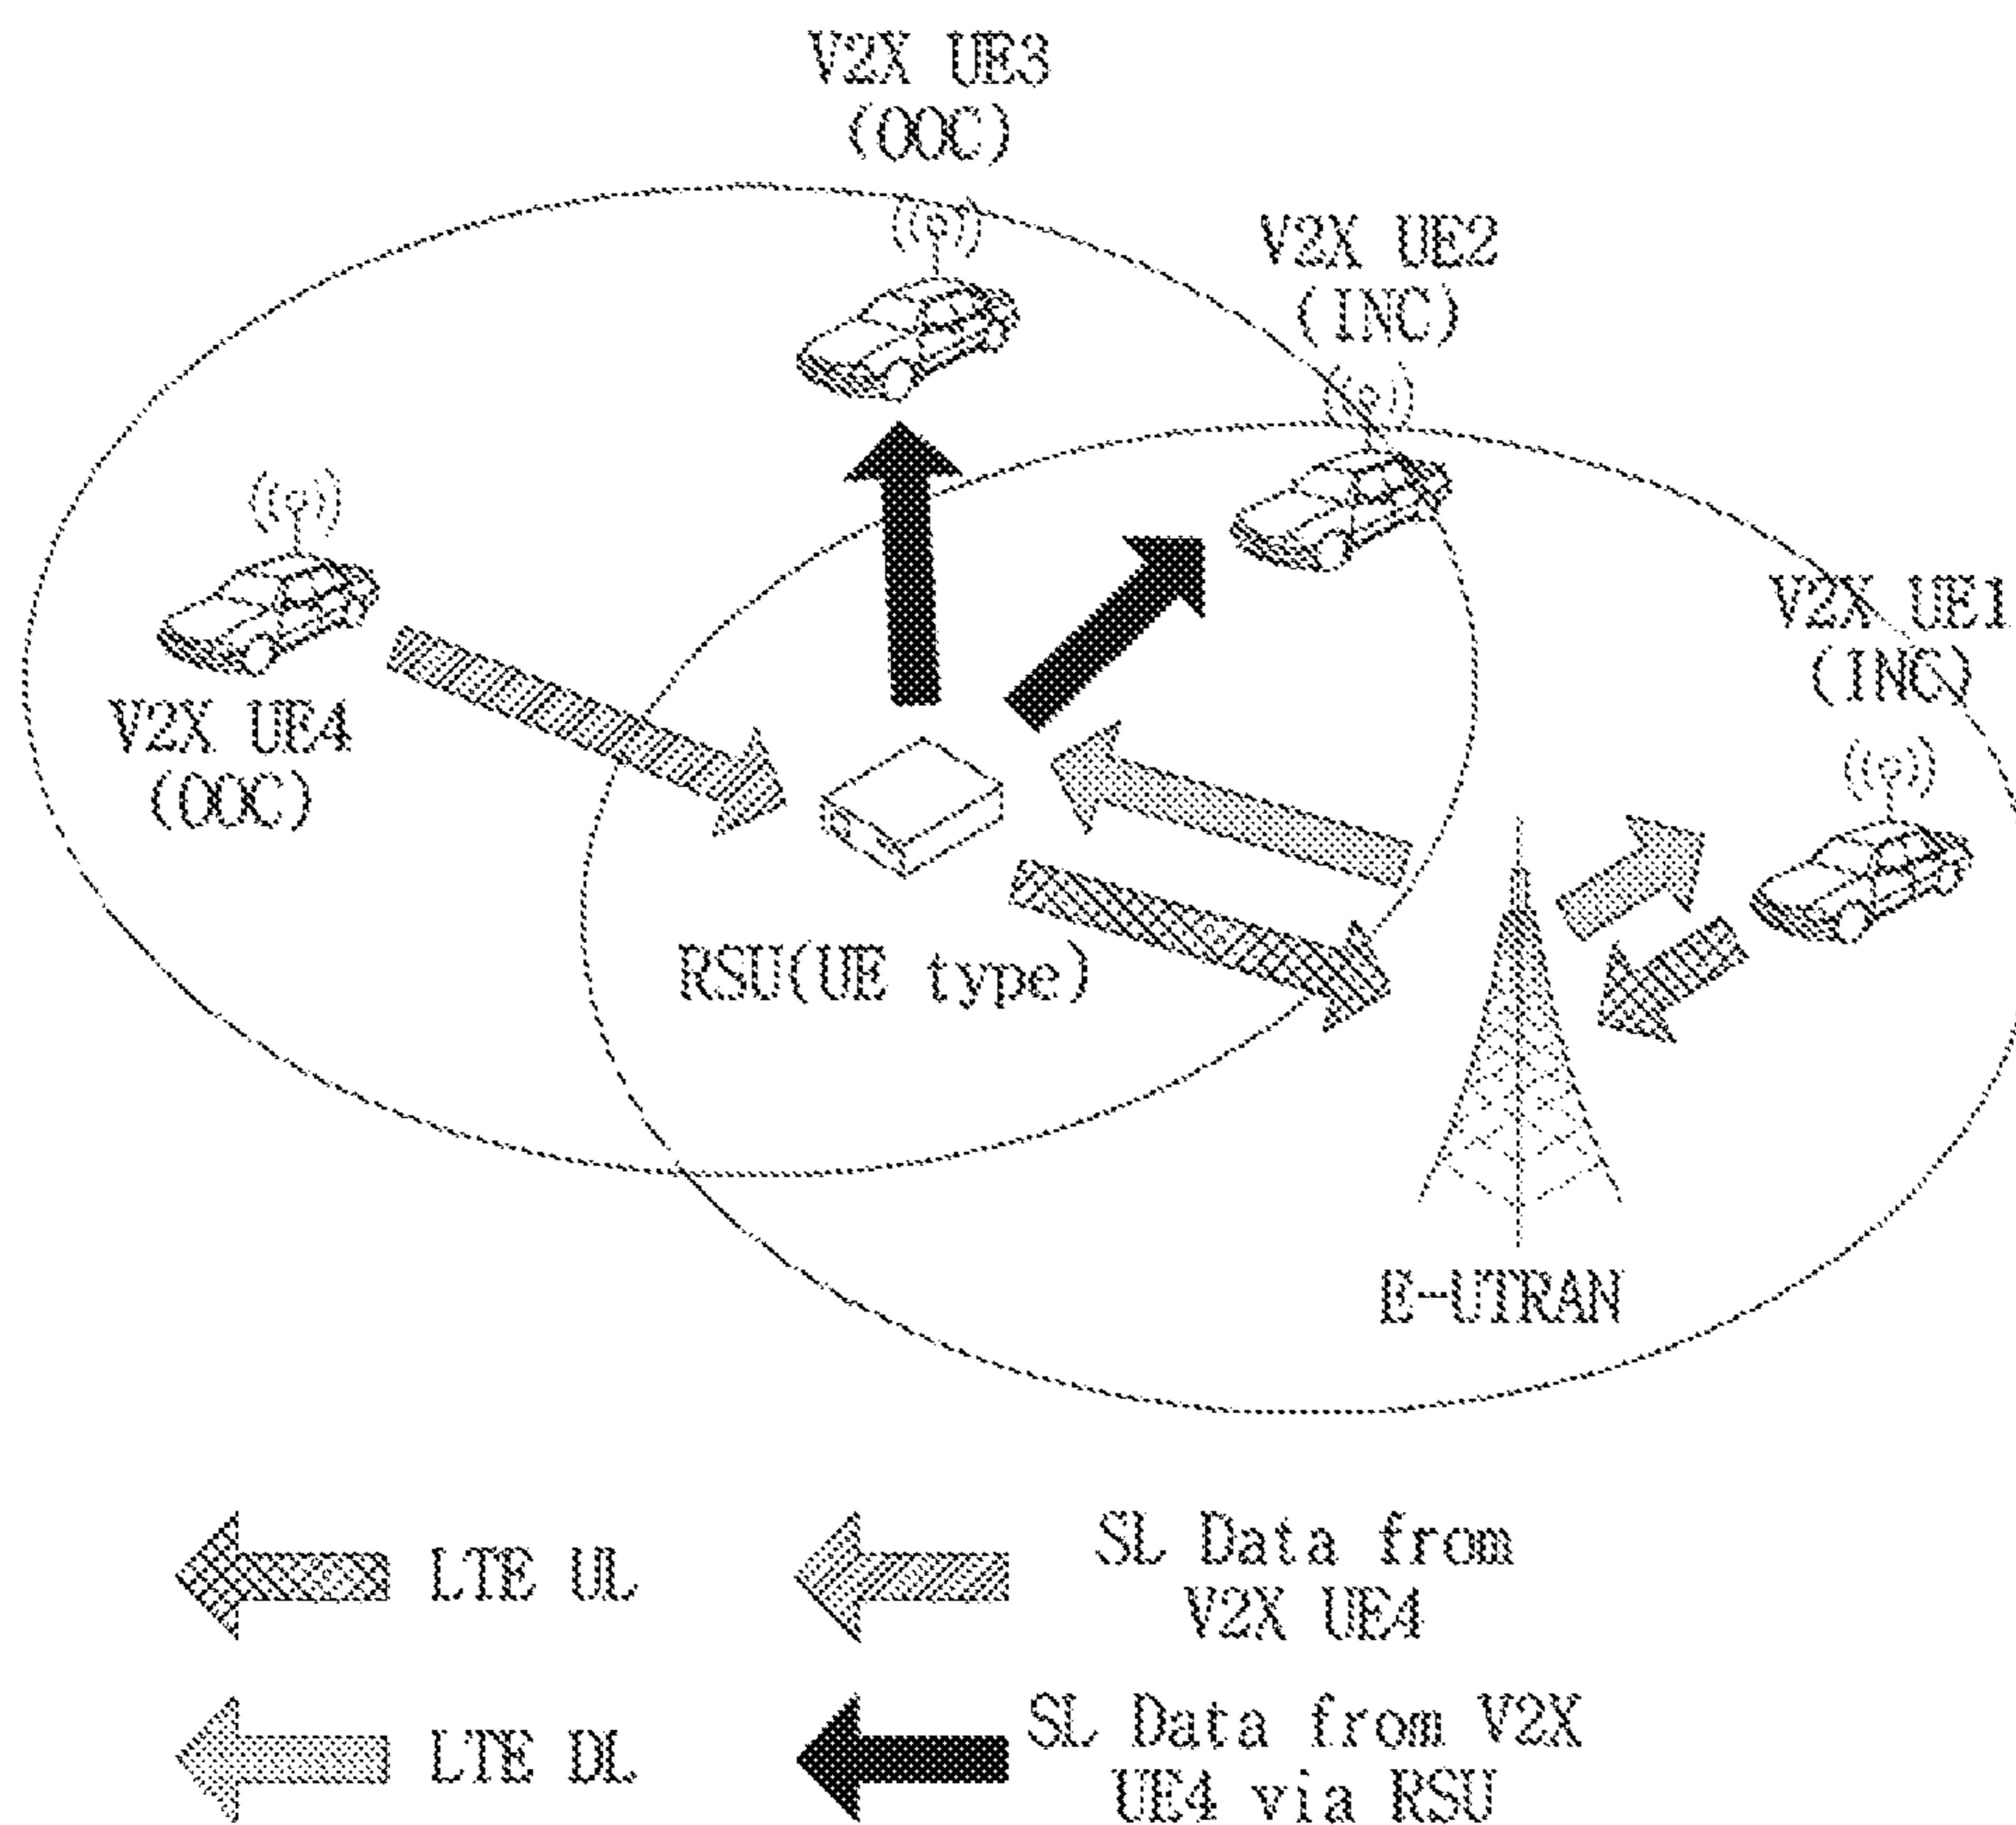 V2X UE3
(OOC)
V2X UE2
(INC)
V2X UE1
(INC)
V2X UE4
(OOC)
RSU(UE type)
E-UTRAN
LTE UL
SL Data from
V2X UE4
LTE DL
SL Data from V2X
UE4 via RSU